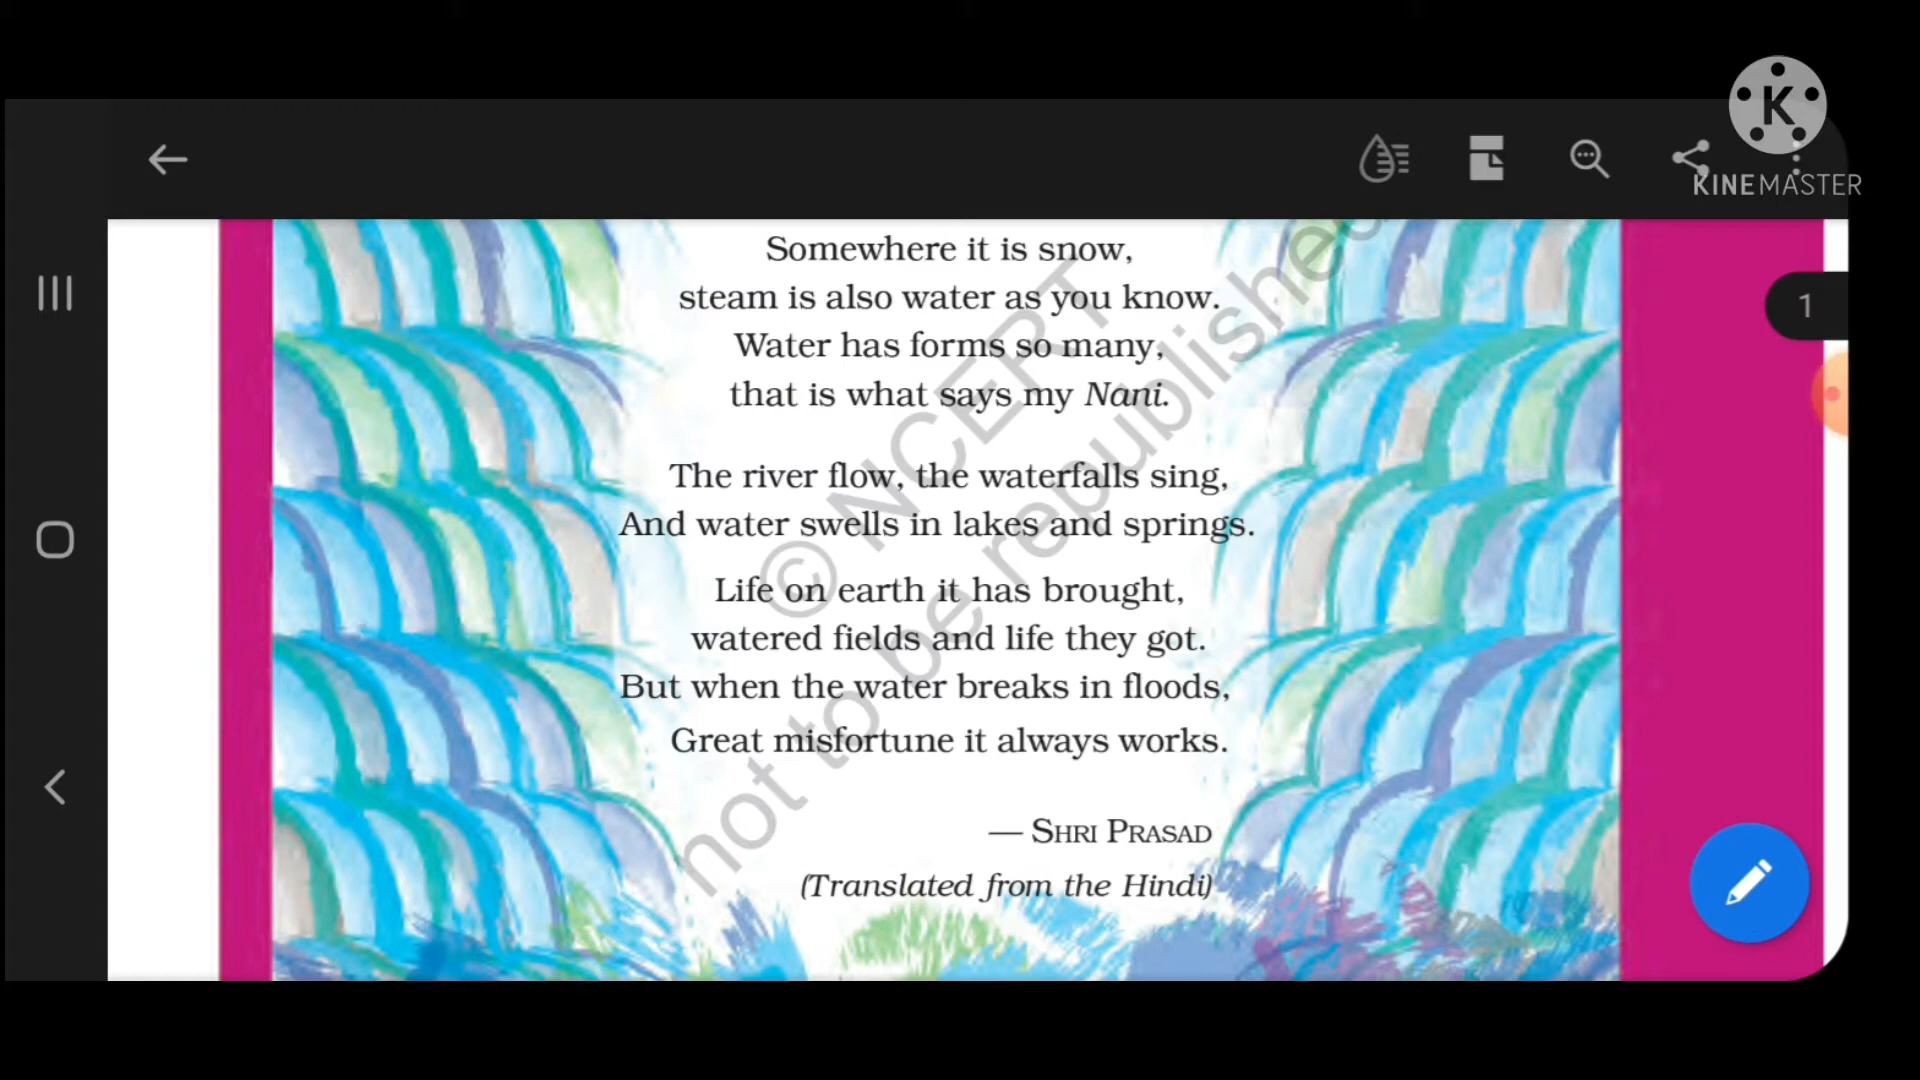 K
KINEMASTER
1
Somewhere it is snow,
steam is also water as you know.
Water has forms so many,
that is what says my Nani.
The river flow, the waterfalls sing,
And water swells in lakes and springs.
Life on earth it has brought,
watered fields and life they got.
But when the water breaks in floods,
Great misfortune it always works.
— SHRI PRASAD
(Translated from the Hindi)
© NCERT
not to be republished